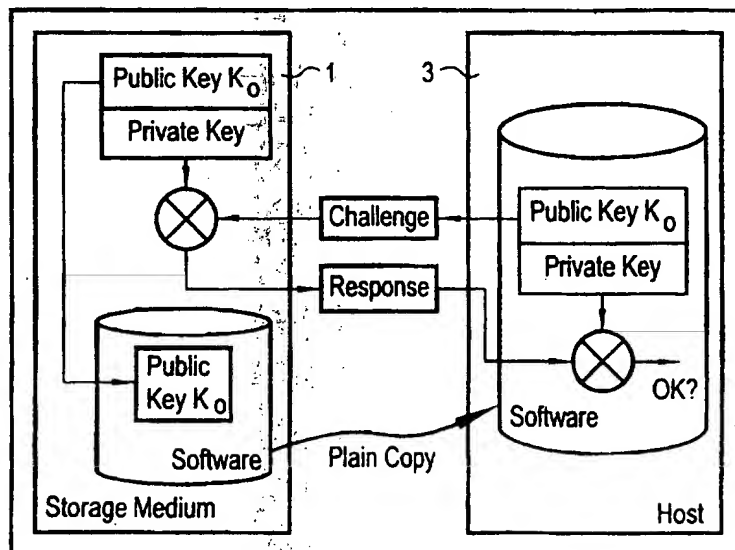 Public Key K₀
Private Key
1
3
Challenge
Response
Public Key K₀
Private Key
Public
Key K₀
Software
Storage Medium
Plain Copy
OK?
Software
Host